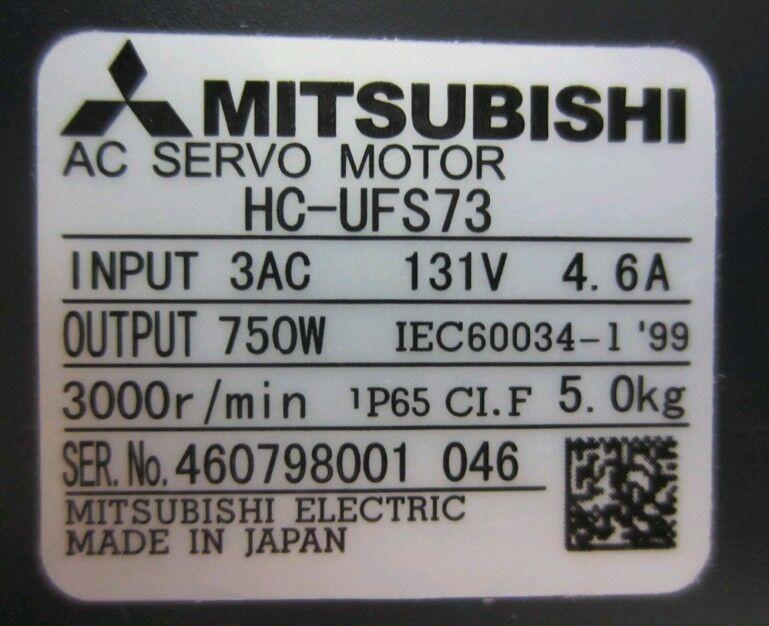 MITSUBISHI
AC SERVO MOTOR
HC-UFS73
INPUT 3AC 131V 4.6A
OUTPUT 750W IEC60034-1 '99
3000r/min IP65 CI.F 5.0kg
SER.No.460798001 046
MITSUBISHI ELECTRIC
MADE IN JAPAN